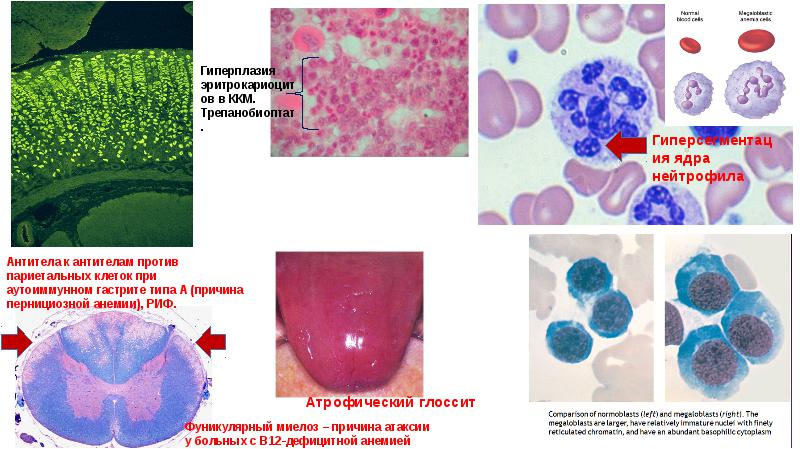 Гиперплазия
эритрокариоцит
ов в ККМ.
Трепанобиоптат
.
Normal
blood cells
Megaloblastic
anemia cells
Гиперсегментац
ия ядра
нейтрофила
Антитела к антителам против
париетальных клеток при
аутоиммунном гастрите типа А (причина
пернициозной анемии), РИФ.
Атрофический глоссит
Фуникулярный миелоз – причина атаксии
у больных с В12-дефицитной анемией
Comparison of normoblasts (left) and megaloblasts (right). The
megaloblasts are larger, have relatively immature nuclei with finely
reticulated chromatin, and have an abundant basophilic cytoplasm